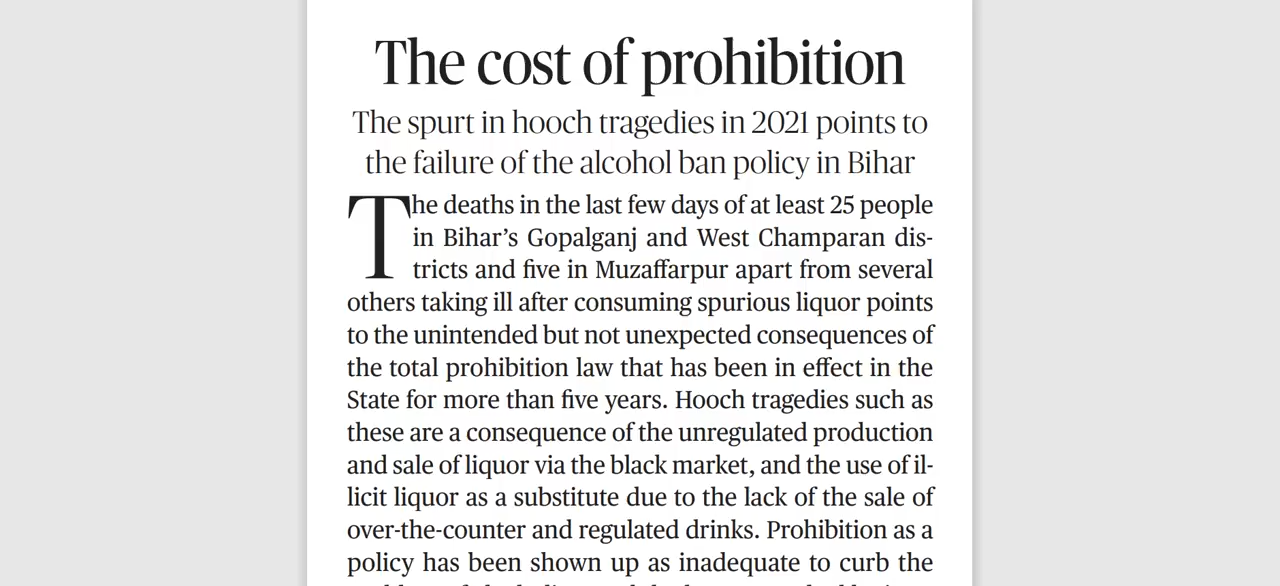 The cost of prohibition
The spurt in hooch tragedies in 2021 points to
the failure of the alcohol ban policy in Bihar
The deaths in the last few days of at least 25 people
in Bihar’s Gopalganj and West Champaran dis-
tricts and five in Muzaffarpur apart from several
others taking ill after consuming spurious liquor points
to the unintended but not unexpected consequences of
the total prohibition law that has been in effect in the
State for more than five years. Hooch tragedies such as
these are a consequence of the unregulated production
and sale of liquor via the black market, and the use of il-
licit liquor as a substitute due to the lack of the sale of
over-the-counter and regulated drinks. Prohibition as a
policy has been shown up as inadequate to curb the